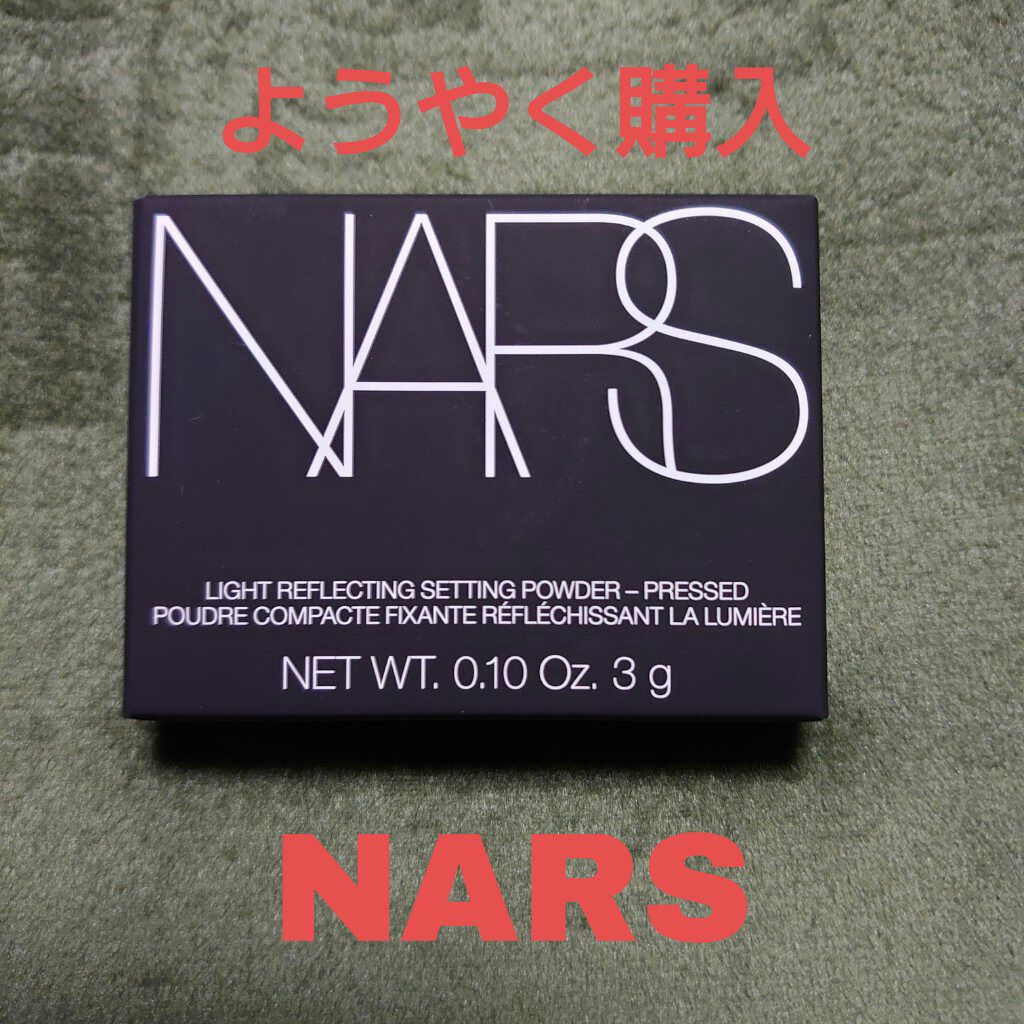 ようやく購入
NARS
LIGHT REFLECTING SETTING POWDER – PRESSED
POUDRE COMPACTE FIXANTE RÉFLÉCHISSANT LA LUMIÈRE
NET WT. 0.10 Oz. 3 g
NARS